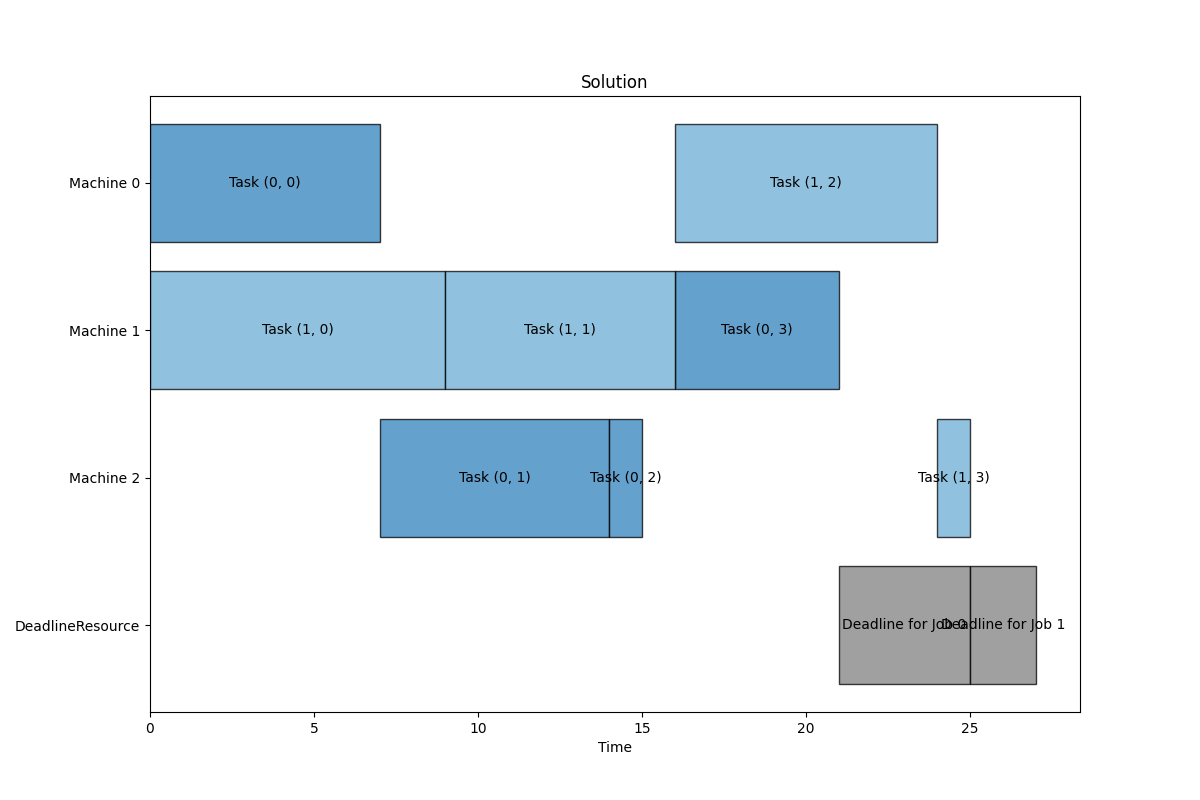 Solution
Machine 0
Task (0, 0)
Task (1, 2)
Machine 1
Task (1, 0)
Task (1, 1)
Task (0, 3)
Machine 2
Task (0, 1)
Task (0, 2)
Task (1, 3)
DeadlineResource
Deadline for Job 0
Deadline for Job 1
0 5 10 15 20 25
Time